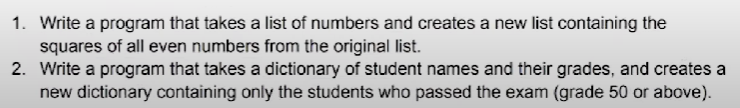 1. Write a program that takes a list of numbers and creates a new list containing the
squares of all even numbers from the original list.
2. Write a program that takes a dictionary of student names and their grades, and creates a
new dictionary containing only the students who passed the exam (grade 50 or above).